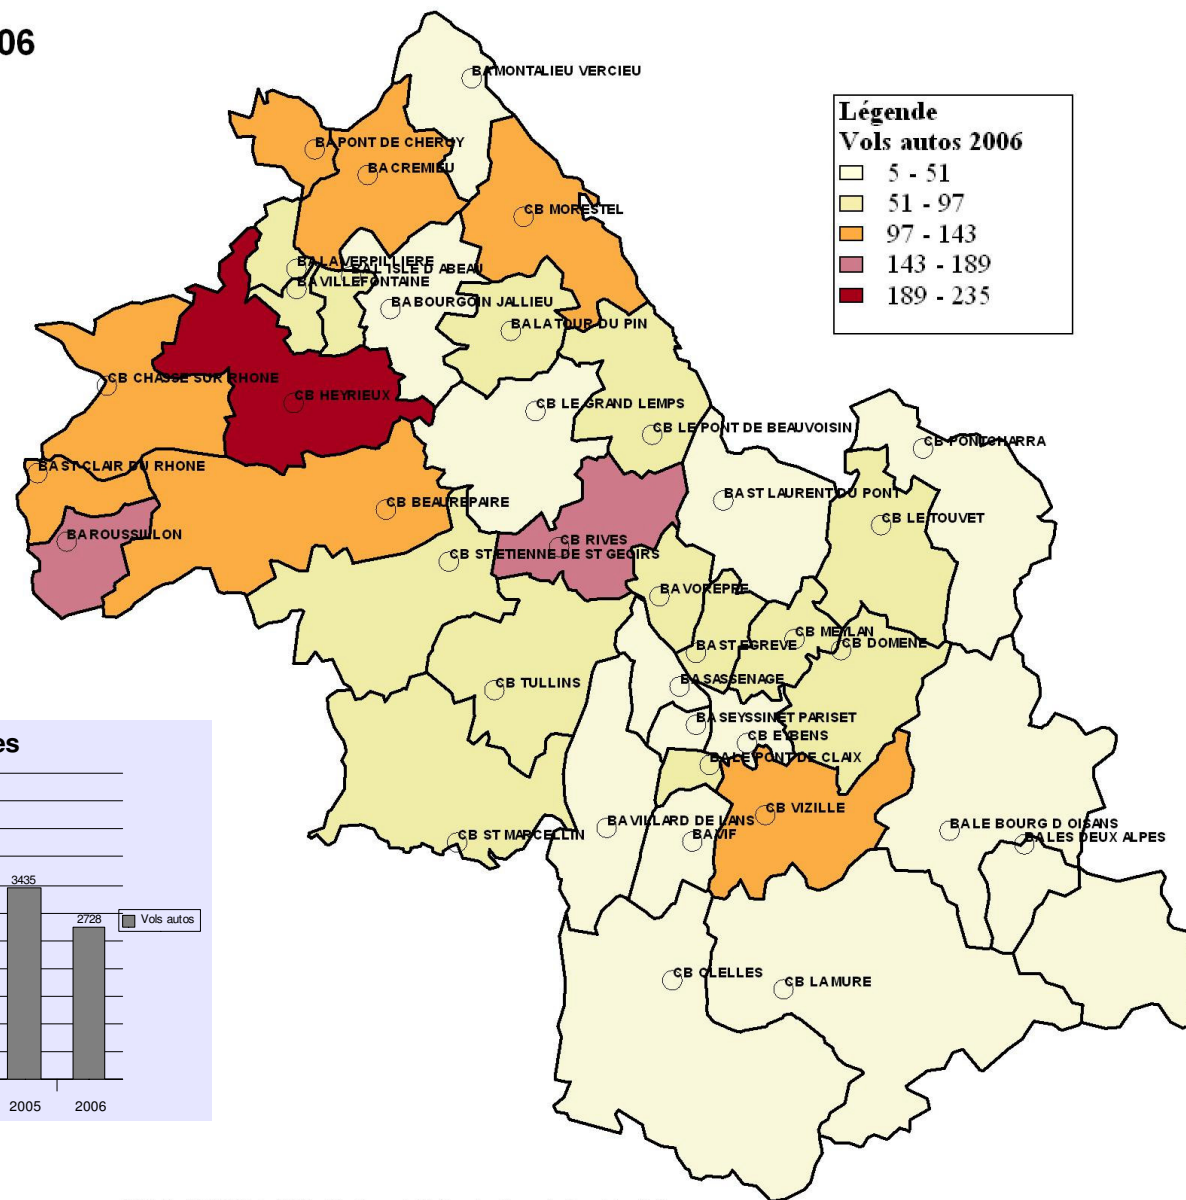 06
BA MONTALIEU VERCIEU
Légende
Vols autos 2006
5 - 51
51 - 97
97 - 143
143 - 189
189 - 235
BA PONT DE CHERUY
BA CREMIEU
CB MORESTEL
BA LA VERPILLIERE
BA L ISLE D ABEAU
BA VILLEFONTAINE
BA BOURGOIN JALLIEU
BA LA TOUR DU PIN
CB CHASSE SUR RHONE
CB HEYRIEUX
CB LE GRAND LEMPS
CB LE PONT DE BEAUVOISIN
CB PONTCHARRA
BA ST CLAIR DU RHONE
CB BEAUREPAIRE
BA ST LAURENT DU PONT
CB LE TOUVET
BA ROUSSILLON
CB RIVES
CB ST ETIENNE DE ST GEOIRS
BA VOREPPE
CB MEYLAN
BA ST EGREVE
CB DOMENE
CB TULLINS
BA SASSENAGE
BA SEYSSINET PARISET
CB EYBENS
BA LE PONT DE CLAIX
CB VIZILLE
BA VILLARD DE LANS
BA VIF
CB ST MARCELLIN
BA LE BOURG D OISANS
BA LES DEUX ALPES
CB CLELLES
CB LA MURE
es
3435
2728
Vols autos
2005
2006